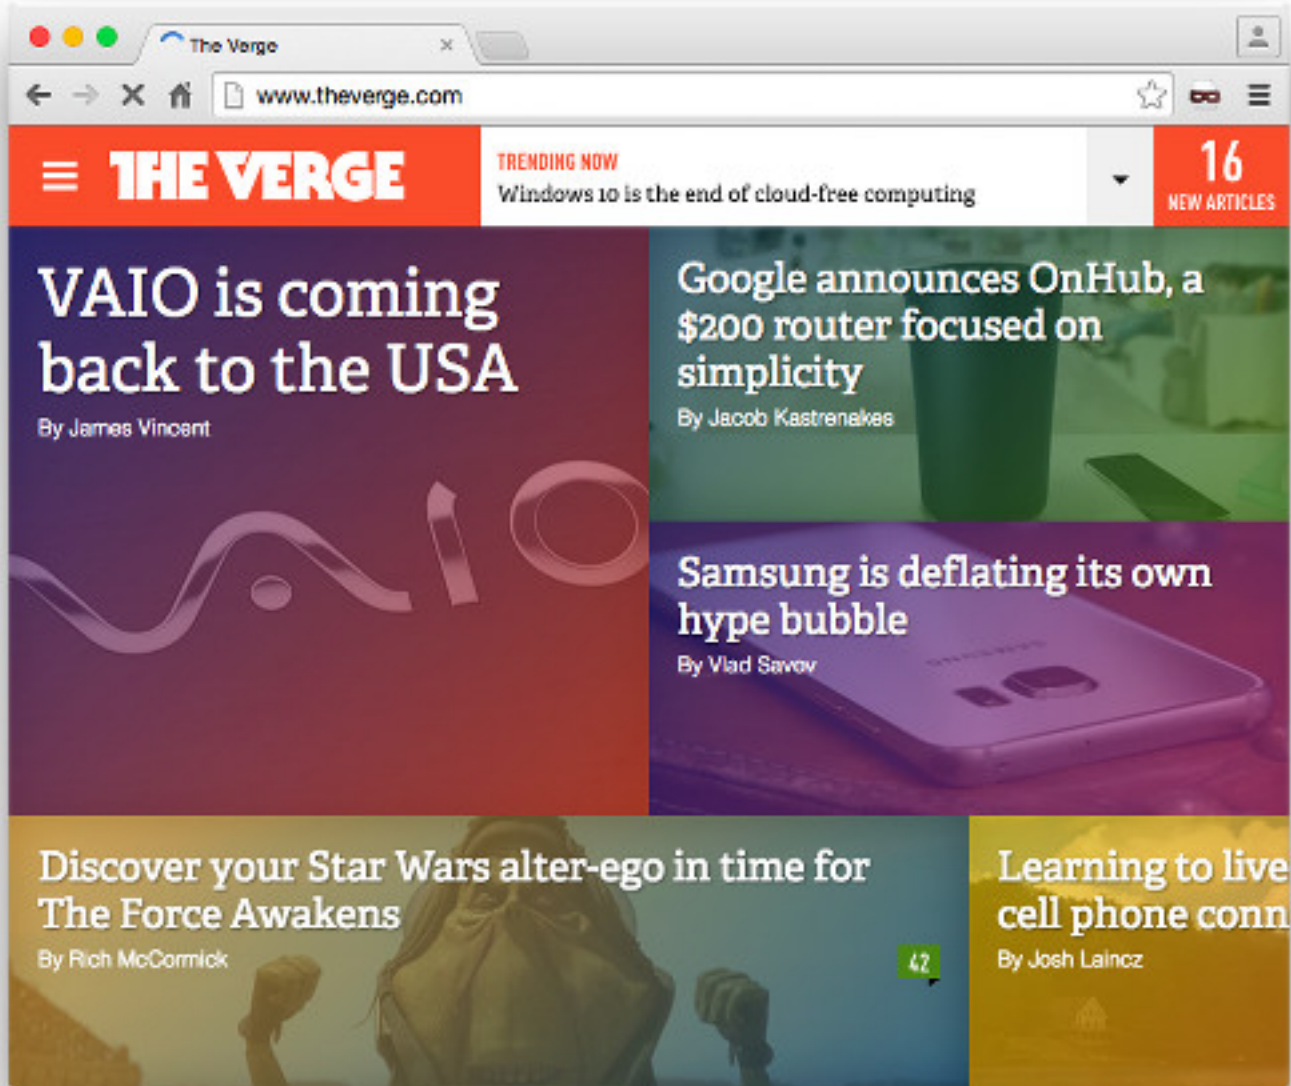 The Verge
www.theverge.com
THE VERGE
TRENDING NOW
Windows 10 is the end of cloud-free computing
16
NEW ARTICLES
VAIO is coming
back to the USA
By James Vincent
VAIO
Google announces OnHub, a
$200 router focused on
simplicity
By Jacob Kastrenakes
Samsung is deflating its own
hype bubble
By Vlad Savov
SAMSUNG
Discover your Star Wars alter-ego in time for
The Force Awakens
By Rich McCormick
42
Learning to live
cell phone conn
By Josh Laincz